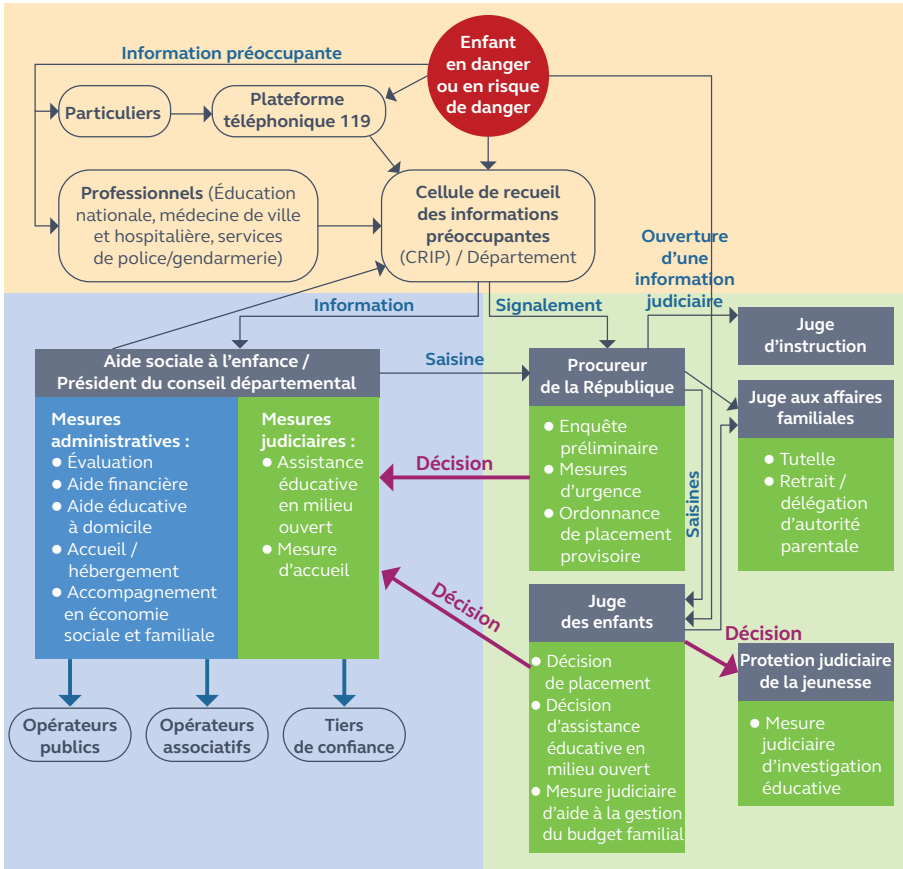 Information préoccupante
Enfant
en danger
ou en risque
de danger
Particuliers
Plateforme
téléphonique 119
Professionnels (Éducation
nationale, médecine de ville
et hospitalière, services
de police/gendarmerie)
Cellule de recueil
des informations
préoccupantes
(CRIP) / Département
Ouverture
d'une
information
judiciaire
Information
Signalement
Aide sociale à l'enfance /
Président du conseil départemental
Saisine
Mesures
administratives :
● Évaluation
● Aide financière
● Aide éducative
à domicile
● Accueil /
hébergement
● Accompagnement
en économie
sociale et familiale
Mesures
judiciaires :
● Assistance
éducative
en milieu
ouvert
● Mesure
d'accueil
Décision
Décision
Procureur
de la République
● Enquête
préliminaire
● Mesures
d'urgence
● Ordonnance
de placement
provisoire
Saisines
Juge
d'instruction
Juge aux affaires
familiales
● Tutelle
● Retrait /
délégation
d'autorité
parentale
Juge
des enfants
● Décision
de placement
● Décision
d'assistance
éducative en
milieu ouvert
● Mesure judiciaire
d'aide à la gestion
du budget familial
Décision
Protetion judiciaire
de la jeunesse
● Mesure
judiciaire
d'investigation
éducative
Opérateurs
publics
Opérateurs
associatifs
Tiers
de confiance